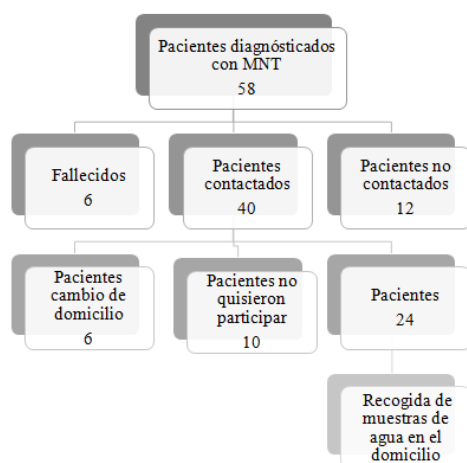 Pacientes diagnósticados
con MNT
58
Fallecidos
6
Pacientes
contactados
40
Pacientes no
contactados
12
Pacientes
cambio de
domicilio
6
Pacientes no
quisieron
participar
10
Pacientes
24
Recogida de
muestras de
agua en el
domicilio